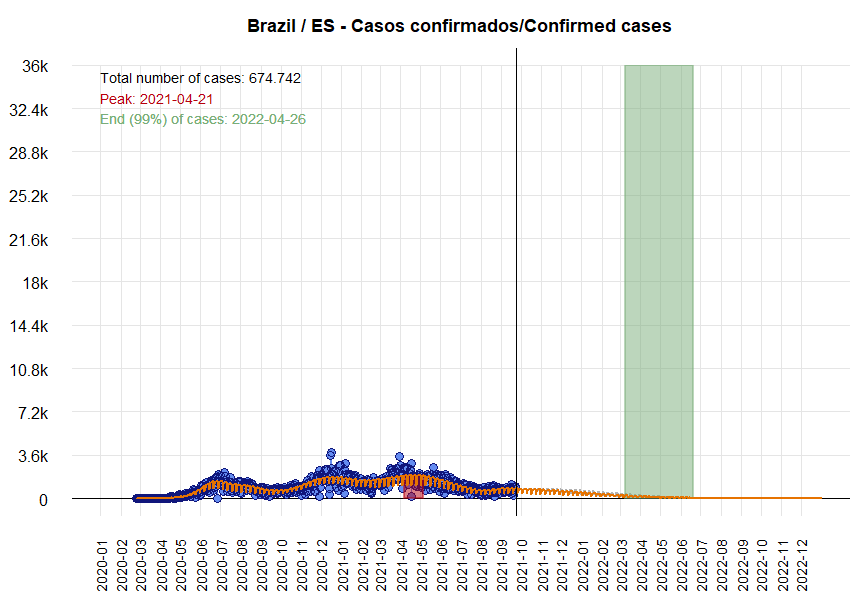 Brazil / ES - Casos confirmados/Confirmed cases
36k
32.4k
28.8k
25.2k
21.6k
18k
14.4k
10.8k
7.2k
3.6k
0
Total number of cases: 674.742
Peak: 2021-04-21
End (99%) of cases: 2022-04-26
2020-01
2020-02
2020-03
2020-04
2020-05
2020-06
2020-07
2020-08
2020-09
2020-10
2020-11
2020-12
2021-01
2021-02
2021-03
2021-04
2021-05
2021-06
2021-07
2021-08
2021-09
2021-10
2021-11
2021-12
2022-01
2022-02
2022-03
2022-04
2022-05
2022-06
2022-07
2022-08
2022-09
2022-10
2022-11
2022-12